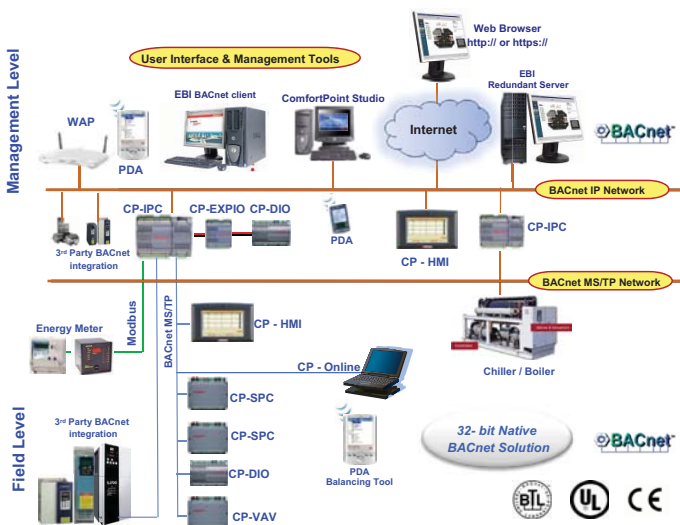 Web Browser
http:// or https://
User Interface & Management Tools
EBI
Redundant Server
Management Level
WAP
PDA
EBI BACnet client
ComfortPoint Studio
Internet
BACnet™
BACnet IP Network
CP-IPC
CP-EXPIO
CP-DIO
3rd Party BACnet
integration
PDA
CP - HMI
CP-IPC
BACnet MS/TP Network
Modbus
BACnet MS/TP
Energy Meter
CP - HMI
CP - Online
Chiller / Boiler
Field Level
3rd Party BACnet
integration
CP-SPC
CP-SPC
CP-DIO
CP-VAV
PDA
Balancing Tool
32- bit Native
BACnet Solution
BACnet™
BTL
UL
CE